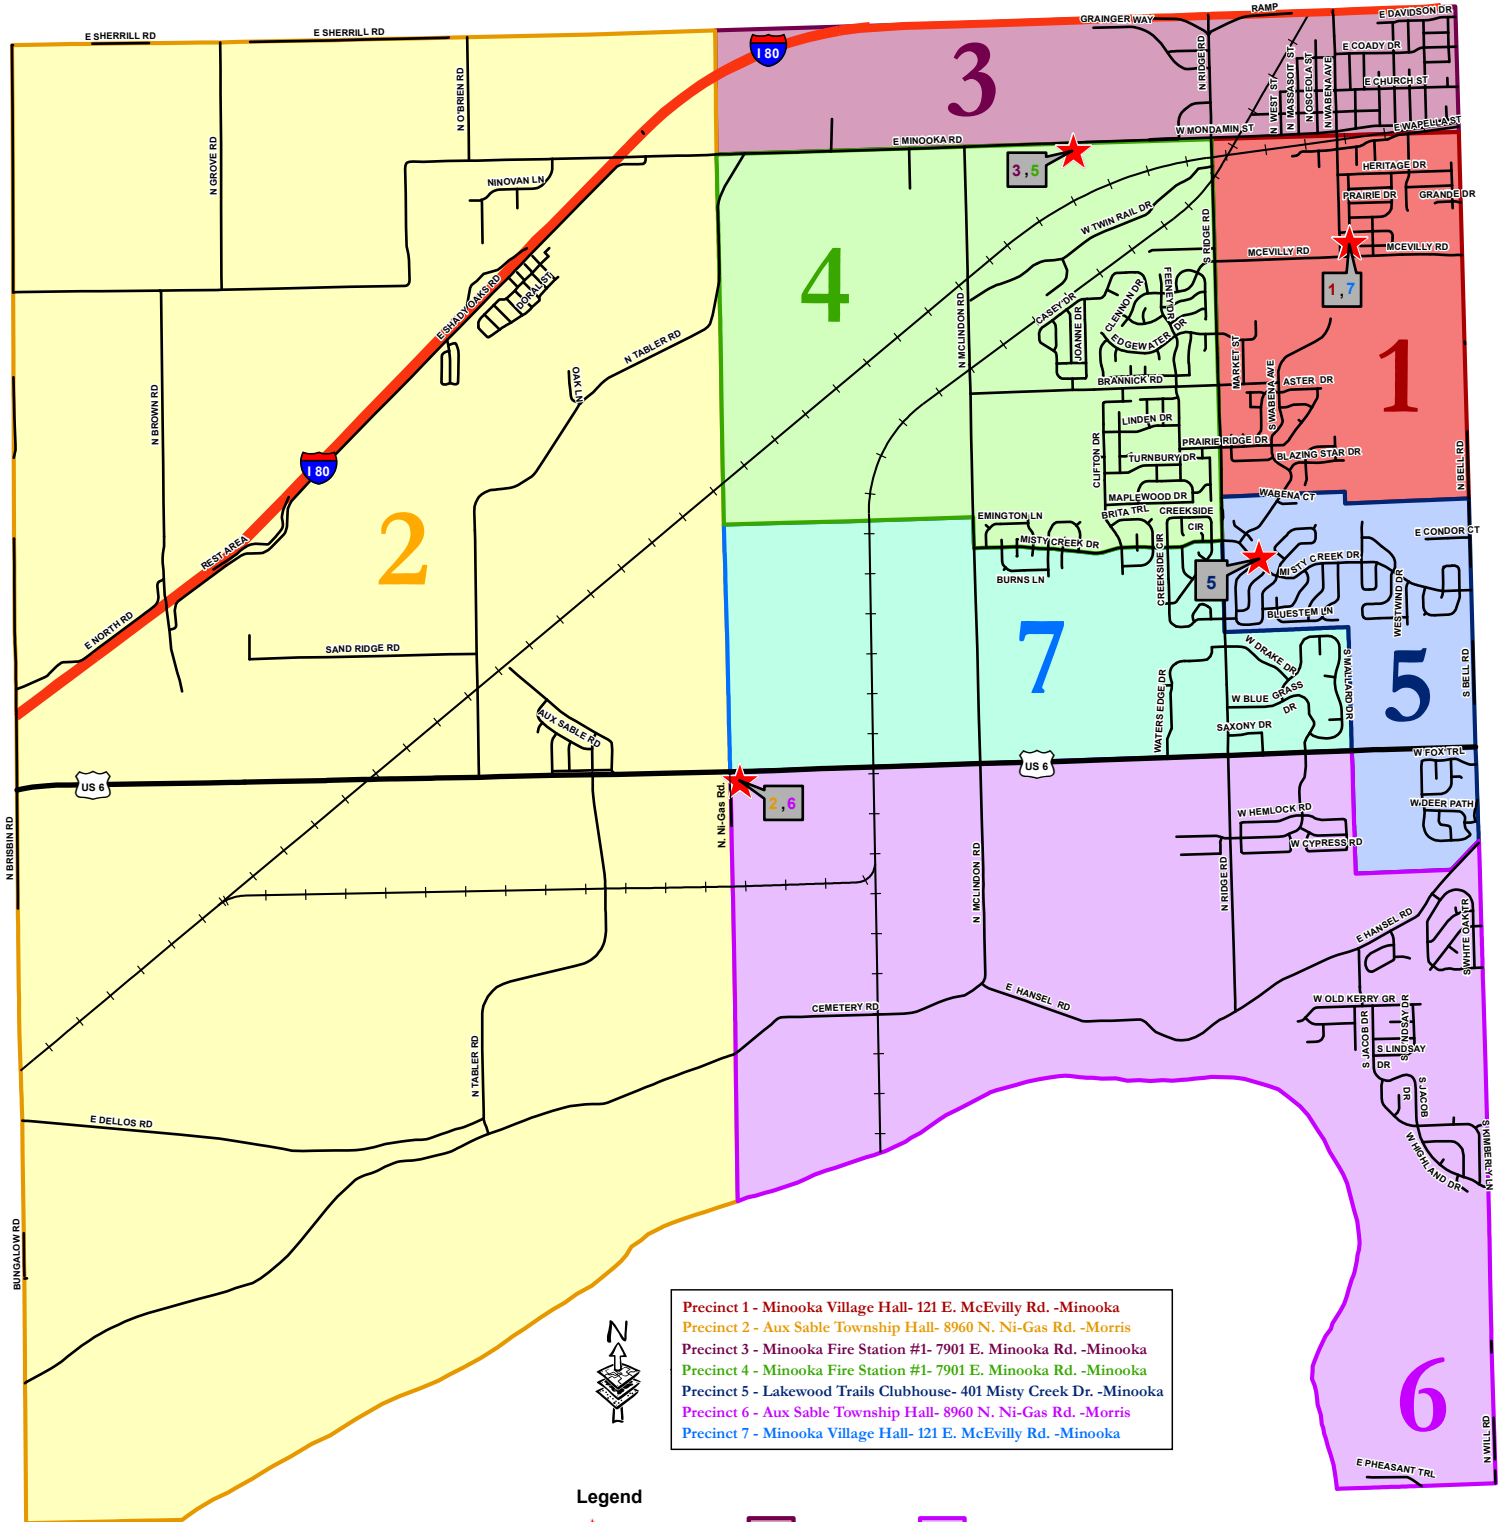 E SHERRILL RD
E SHERRILL RD
GRAINGER WAY
RAMP
E DAVIDSON DR
I 80
3
N RIDGE RD
E COADY DR
N O'BRIEN RD
N GROVE RD
N WEST ST
N MASSASOIT ST
N OSCEOLA ST
N WABENA AVE
E CHURCH ST
E WAPELLA ST
W MONDAMIN ST
E MINOOKA RD
3,5
HERITAGE DR
NINOVAN LN
PRAIRIE DR
GRANDE DR
W TWIN RAIL DR
S RIDGE RD
MCEVILLY RD
MCEVILLY RD
4
1,7
E SHADY OAKS RD
DORAL ST
N MCLINDON RD
CASEY DR
JOANNE DR
CLENNON DR
FEENEY DR
EDGEWATER DR
N TABLER RD
OAK LN
MARKET ST
1
BRANNICK RD
S WABENA AVE
ASTER DR
N BROWN RD
LINDEN DR
CLIFTON DR
PRAIRIE RIDGE DR
TURNBURY DR
BLAZING STAR DR
N BELL RD
I 80
MAPLEWOOD DR
WABENA CT
2
EMINGTON LN
BRITA TRL
CREEKSIDE
CIR
E CONDOR CT
REST AREA
MISTY CREEK DR
MISTY CREEK DR
BURNS LN
CREEKSIDE CIR
5
WESTWIND DR
BLUESTEM LN
E NORTH RD
SAND RIDGE RD
7
W DRAKE DR
S MALLARD DR
5
S BELL RD
WATERS EDGE DR
W BLUE GRASS
DR
AUX SABLE RD
SAXONY DR
W FOX TRL
US 6
US 6
N. Ni-Gas Rd.
2,6
W DEER PATH
W HEMLOCK RD
W CYPRESS RD
N BRISBIN RD
N MCLINDON RD
N RIDGE RD
E HANSEL RD
S WHITE OAK TR
CEMETERY RD
E HANSEL RD
W OLD KERRY GR
S JACOB DR
S LINDSAY DR
S LINDSAY
DR
N TABLER RD
S JACOB
DR
E DELLOS RD
S KIMBERLY LN
W HIGHLAND DR
BUNGALOW RD
N
Precinct 1 - Minooka Village Hall- 121 E. McEvilly Rd. -Minooka
Precinct 2 - Aux Sable Township Hall- 8960 N. Ni-Gas Rd. -Morris
Precinct 3 - Minooka Fire Station #1- 7901 E. Minooka Rd. -Minooka
Precinct 4 - Minooka Fire Station #1- 7901 E. Minooka Rd. -Minooka
Precinct 5 - Lakewood Trails Clubhouse- 401 Misty Creek Dr. -Minooka
Precinct 6 - Aux Sable Township Hall- 8960 N. Ni-Gas Rd. -Morris
Precinct 7 - Minooka Village Hall- 121 E. McEvilly Rd. -Minooka
6
N WILL RD
E PHEASANT TRL
Legend